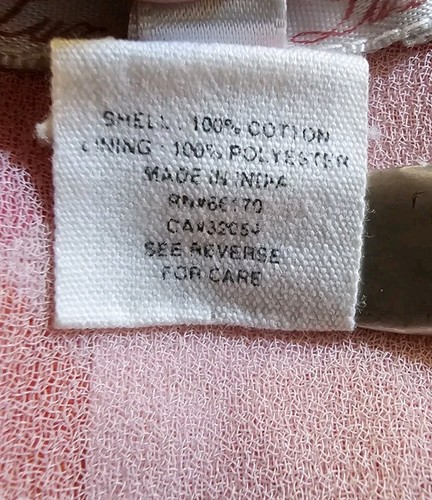 SHELL : 100% COTTON
LINING : 100% POLYESTER
MADE IN INDIA
RN#66170
CA#32054
SEE REVERSE
FOR CARE